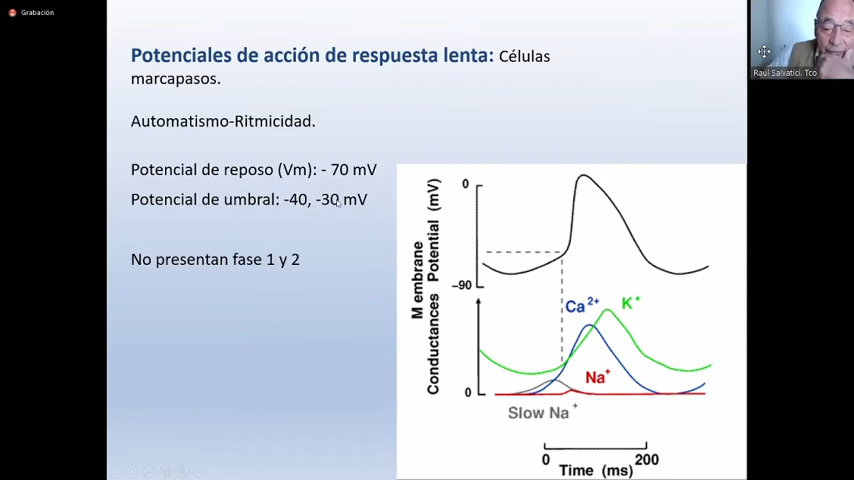 Grabación
Potenciales de acción de respuesta lenta: Células
marcapasos.
Automatismo-Ritmicidad.
Potencial de reposo (Vm): - 70 mV
Potencial de umbral: -40, -30 mV
No presentan fase 1 y 2
Raul Salvatici, Tco
Membrane
Potential (mV)
0
-90
Conductances
Ca2+
K+
Na+
Slow Na+
0
0
200
Time (ms)